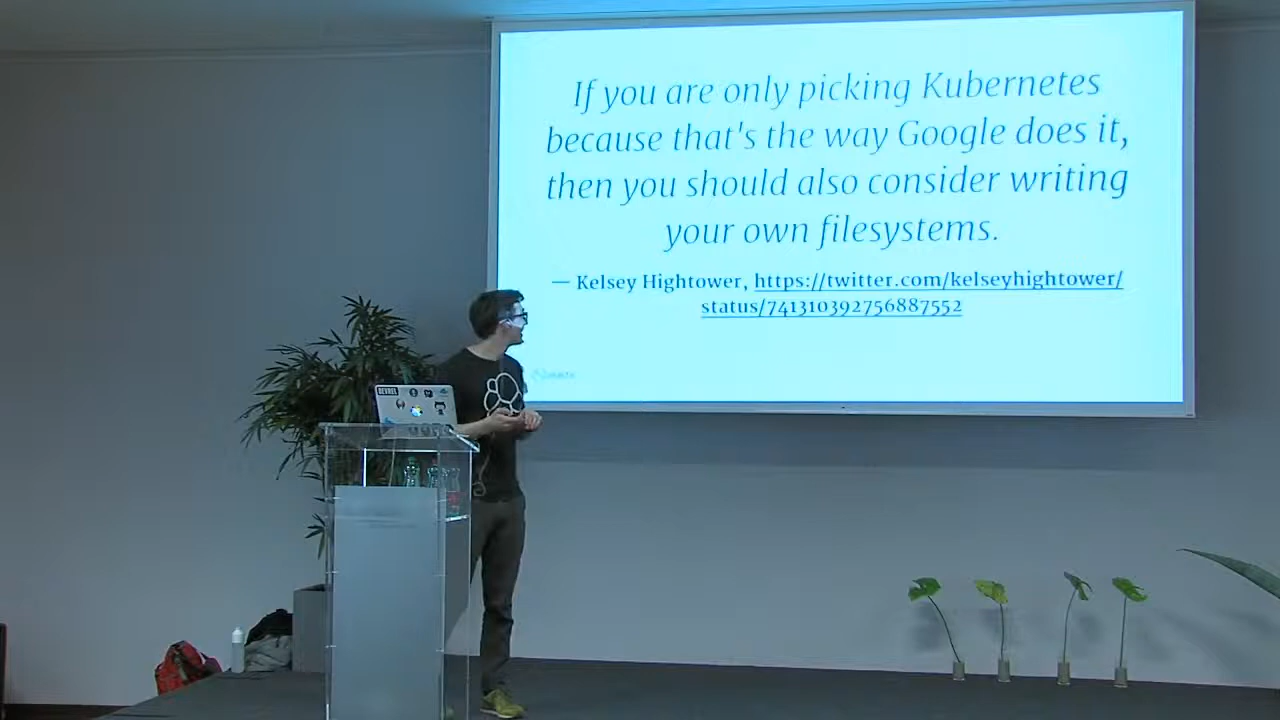 If you are only picking Kubernetes
because that's the way Google does it,
then you should also consider writing
your own filesystems.
— Kelsey Hightower, https://twitter.com/kelseyhightower/
status/741310392756887552